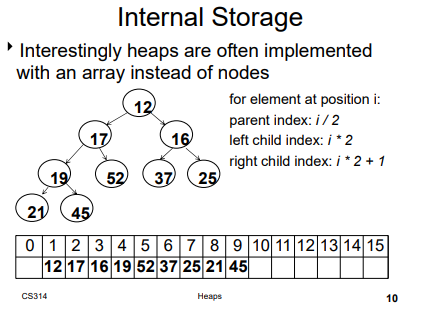 Internal Storage
Interestingly heaps are often implemented
with an array instead of nodes
for element at position i:
parent index: i / 2
left child index: i * 2
right child index: i * 2 + 1
12
17 16
19 52 37 25
21 45
0 1 2 3 4 5 6 7 8 9 10 11 12 13 14 15
12 17 16 19 52 37 25 21 45
CS314 Heaps 10